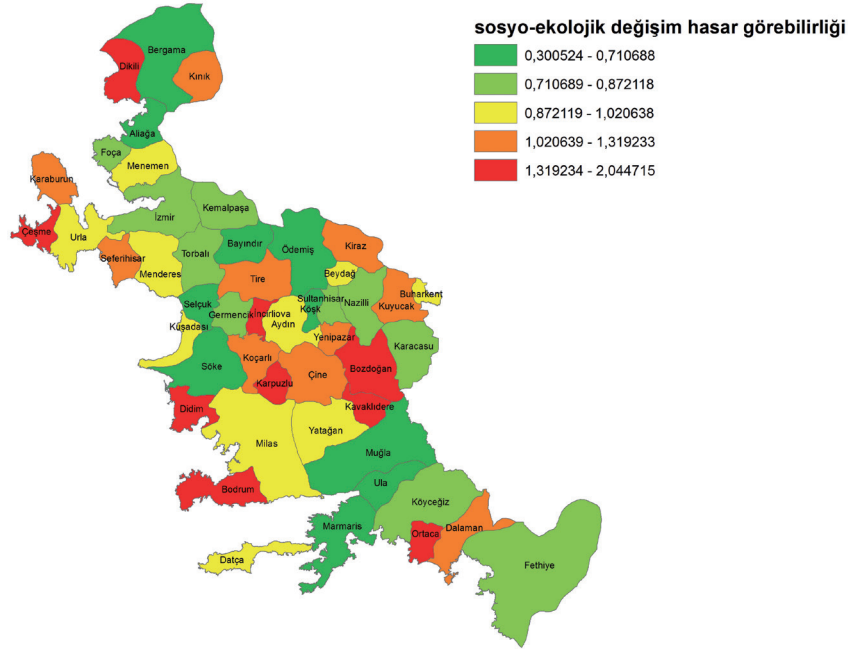 sosyo-ekolojik değişim hasar görebilirliği
0,300524 - 0,710688
0,710689 - 0,872118
0,872119 - 1,020638
1,020639 - 1,319233
1,319234 - 2,044715
Bergama
Dikili
Kınık
Aliağa
Foça
Menemen
Karaburun
İzmir
Kemalpaşa
Çeşme
Urla
Seferihisar
Menderes
Torbalı
Bayındır
Ödemiş
Kiraz
Tire
Beydağ
Selçuk
Germencik
İncirliova
Aydın
Sultanhisar
Köşk
Nazilli
Kuyucak
Buharkent
Kuşadası
Yenipazar
Karacasu
Söke
Koçarlı
Karpuzlu
Çine
Bozdoğan
Didim
Kavaklıdere
Milas
Yatağan
Muğla
Bodrum
Ula
Köyceğiz
Marmaris
Ortaca
Dalaman
Datça
Fethiye